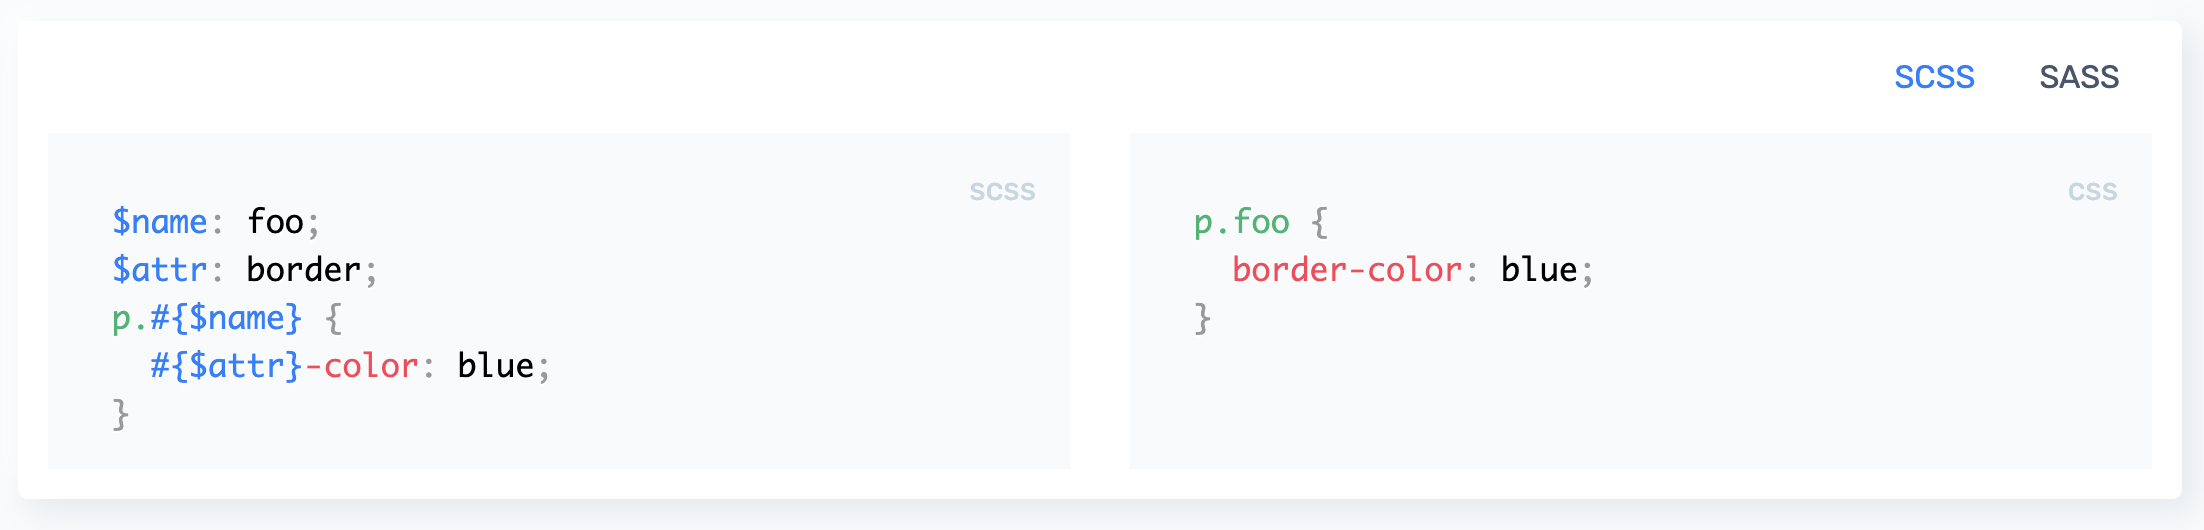 SCSS SASS
SCSS
$name: foo;
$attr: border;
p.#{$name} {
  #{$attr}-color: blue;
}
CSS
p.foo {
  border-color: blue;
}